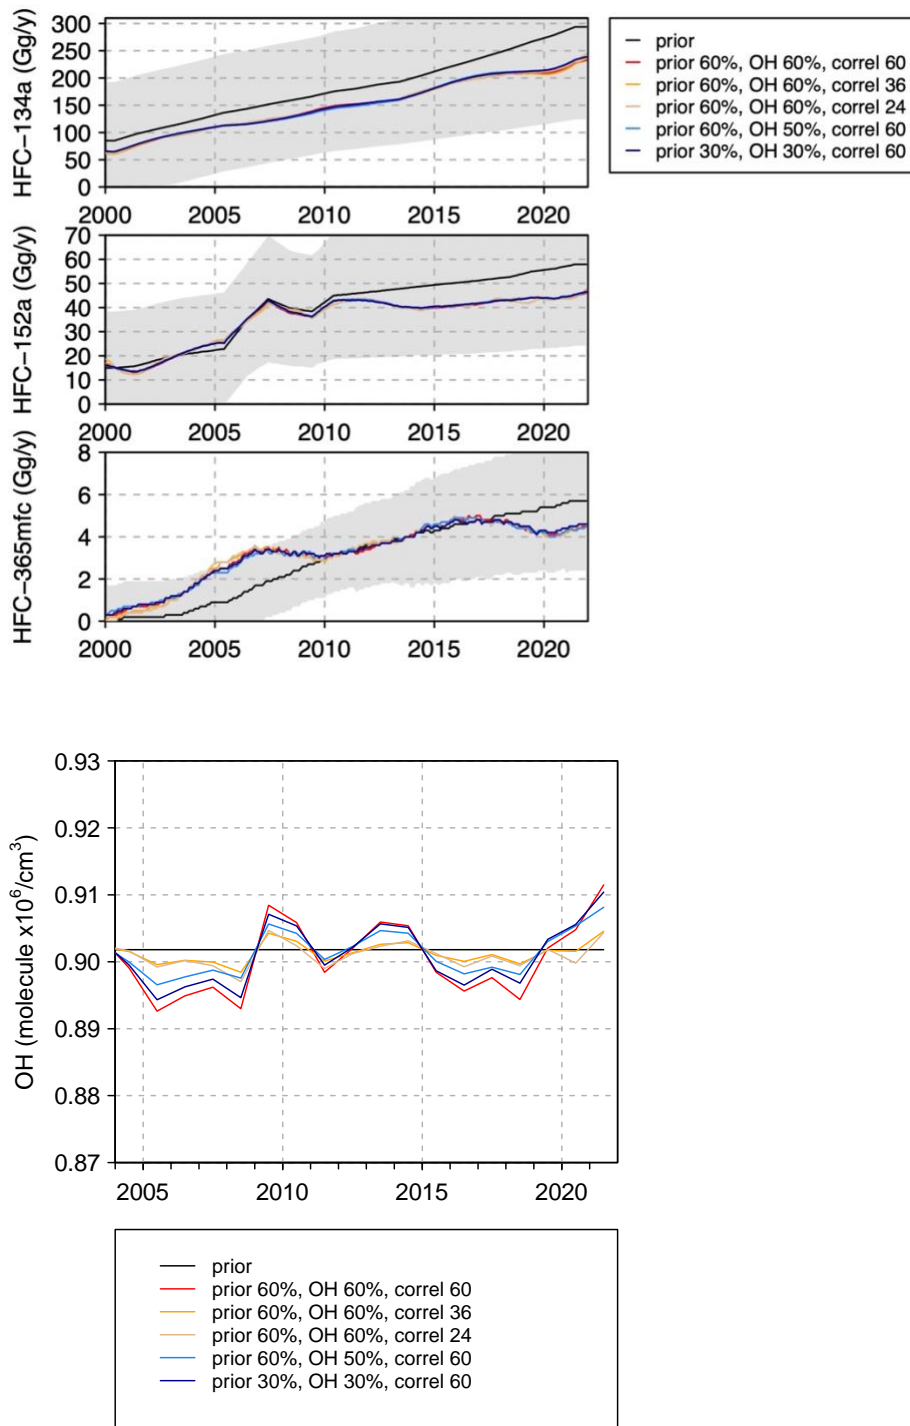 HFC–134a (Gg/y)
300
250
200
150
100
50
0
2000 2005 2010 2015 2020
prior
prior 60%, OH 60%, correl 60
prior 60%, OH 60%, correl 36
prior 60%, OH 60%, correl 24
prior 60%, OH 50%, correl 60
prior 30%, OH 30%, correl 60
HFC–152a (Gg/y)
70
60
50
40
30
20
10
0
2000 2005 2010 2015 2020
HFC–365mfc (Gg/y)
8
6
4
2
0
2000 2005 2010 2015 2020
OH (molecule x10⁶/cm³)
0.93
0.92
0.91
0.90
0.89
0.88
0.87
2005 2010 2015 2020
prior
prior 60%, OH 60%, correl 60
prior 60%, OH 60%, correl 36
prior 60%, OH 60%, correl 24
prior 60%, OH 50%, correl 60
prior 30%, OH 30%, correl 60